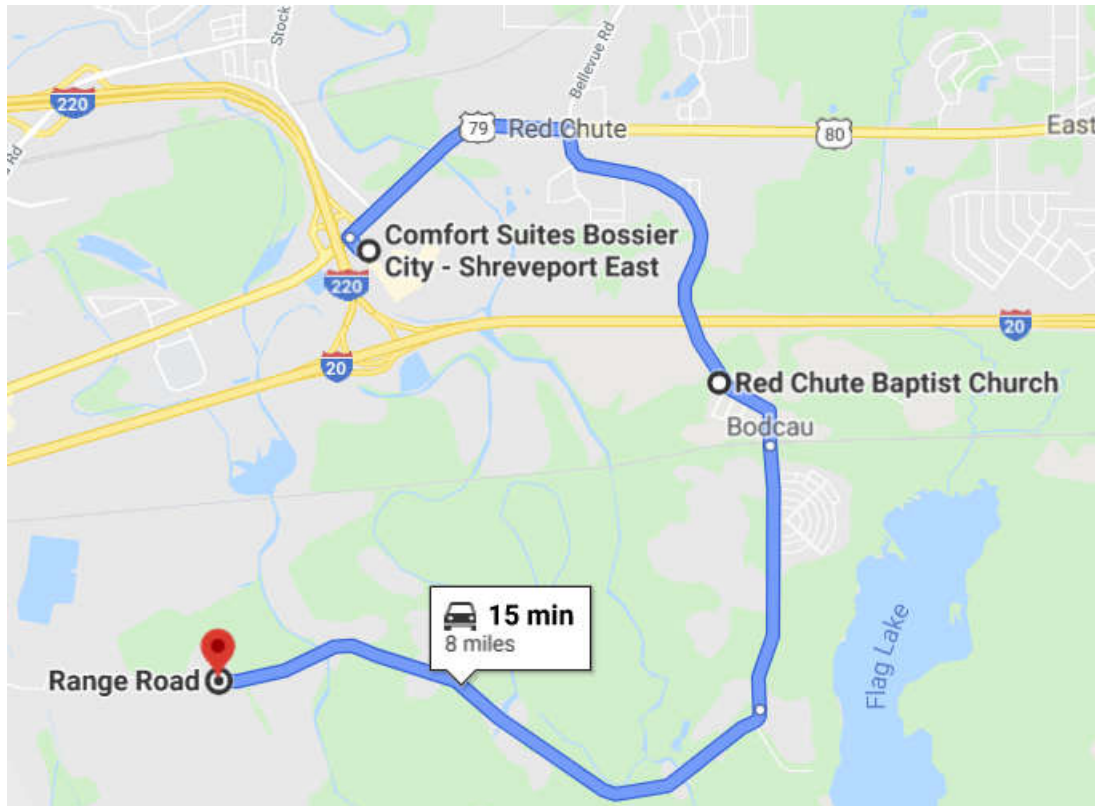 Stock
Bellevue Rd
220
79
Red Chute
80
East
Rd
Comfort Suites Bossier
City - Shreveport East
220
20
20
Red Chute Baptist Church
Bodcau
15 min
8 miles
Flag Lake
Range Road